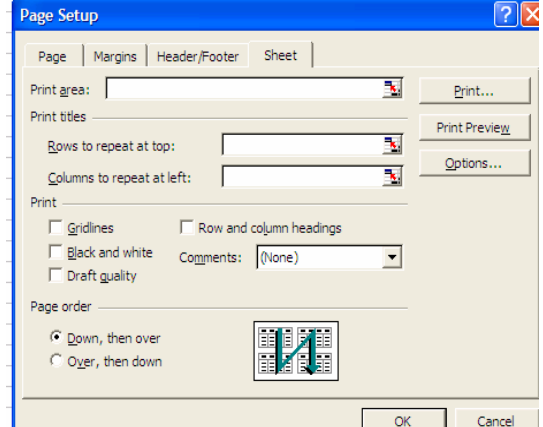 Page Setup
Page Margins Header/Footer Sheet
Print area:
Print...
Print titles
Print Preview
Rows to repeat at top:
Options...
Columns to repeat at left:
Print
Gridlines Row and column headings
Black and white Comments: (None)
Draft quality
Page order
Down, then over
Over, then down
OK Cancel